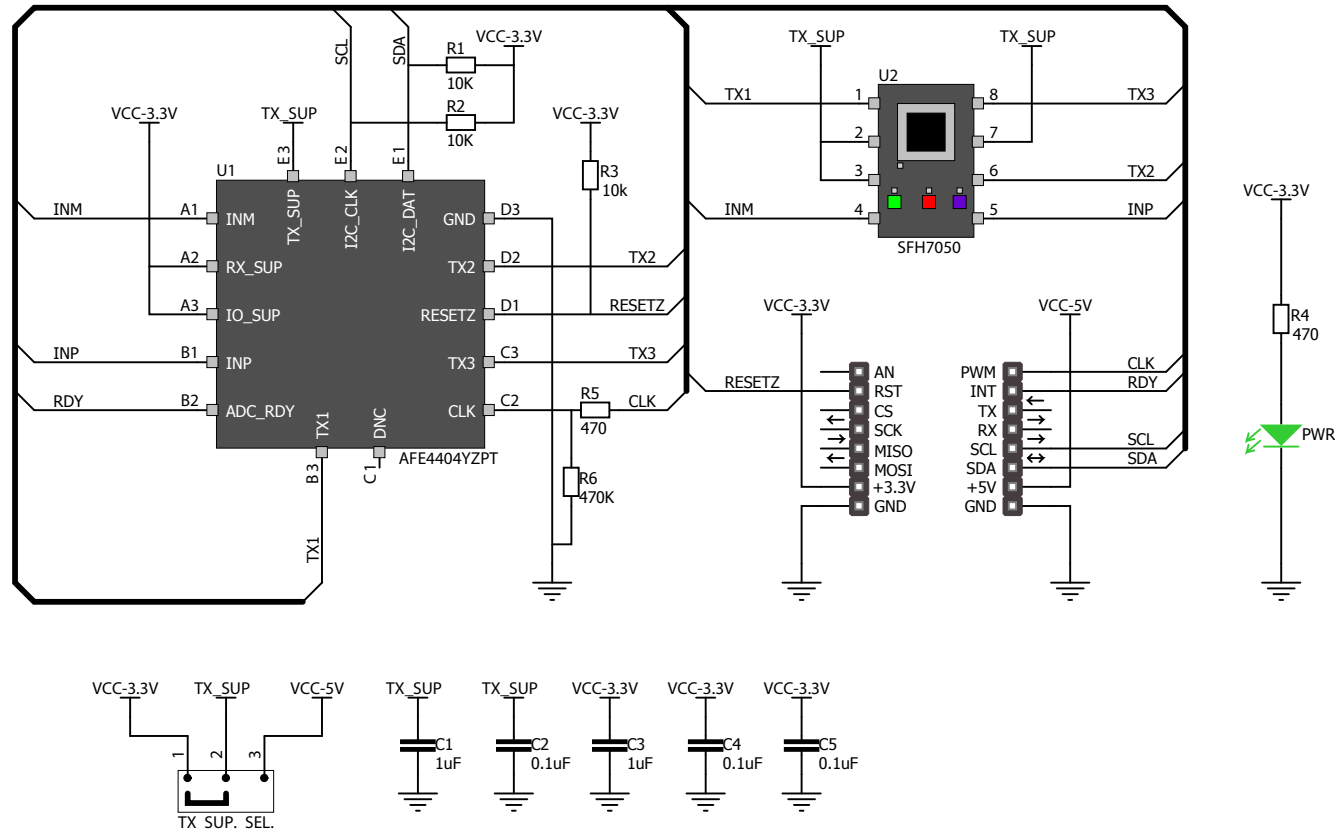 SCL
SDA
R1
10K
VCC-3.3V
R2
10K
VCC-3.3V
TX_SUP
VCC-3.3V
R3
10k
E3
E2
E1
U1
TX_SUP
I2C_CLK
I2C_DAT
INM
A1
INM
A2
RX_SUP
A3
IO_SUP
INP
B1
INP
RDY
B2
ADC_RDY
GND
D3
TX2
D2
TX2
RESETZ
D1
RESETZ
TX3
C3
TX3
CLK
C2
R5
470
CLK
TX1
DNC
AFE4404YZPT
B3
C1
TX1
R6
470K
TX_SUP
TX_SUP
U2
TX1
1
8
TX3
2
7
3
6
TX2
INM
4
5
INP
SFH7050
VCC-3.3V
VCC-5V
RESETZ
AN
RST
CS
SCK
MISO
MOSI
+3.3V
GND
PWM
INT
TX
RX
SCL
SDA
+5V
GND
CLK
RDY
SCL
SDA
VCC-3.3V
R4
470
PWR
VCC-3.3V
TX_SUP
VCC-5V
1
2
3
TX SUP. SEL.
TX_SUP
C1
1uF
TX_SUP
C2
0.1uF
VCC-3.3V
C3
1uF
VCC-3.3V
C4
0.1uF
VCC-3.3V
C5
0.1uF